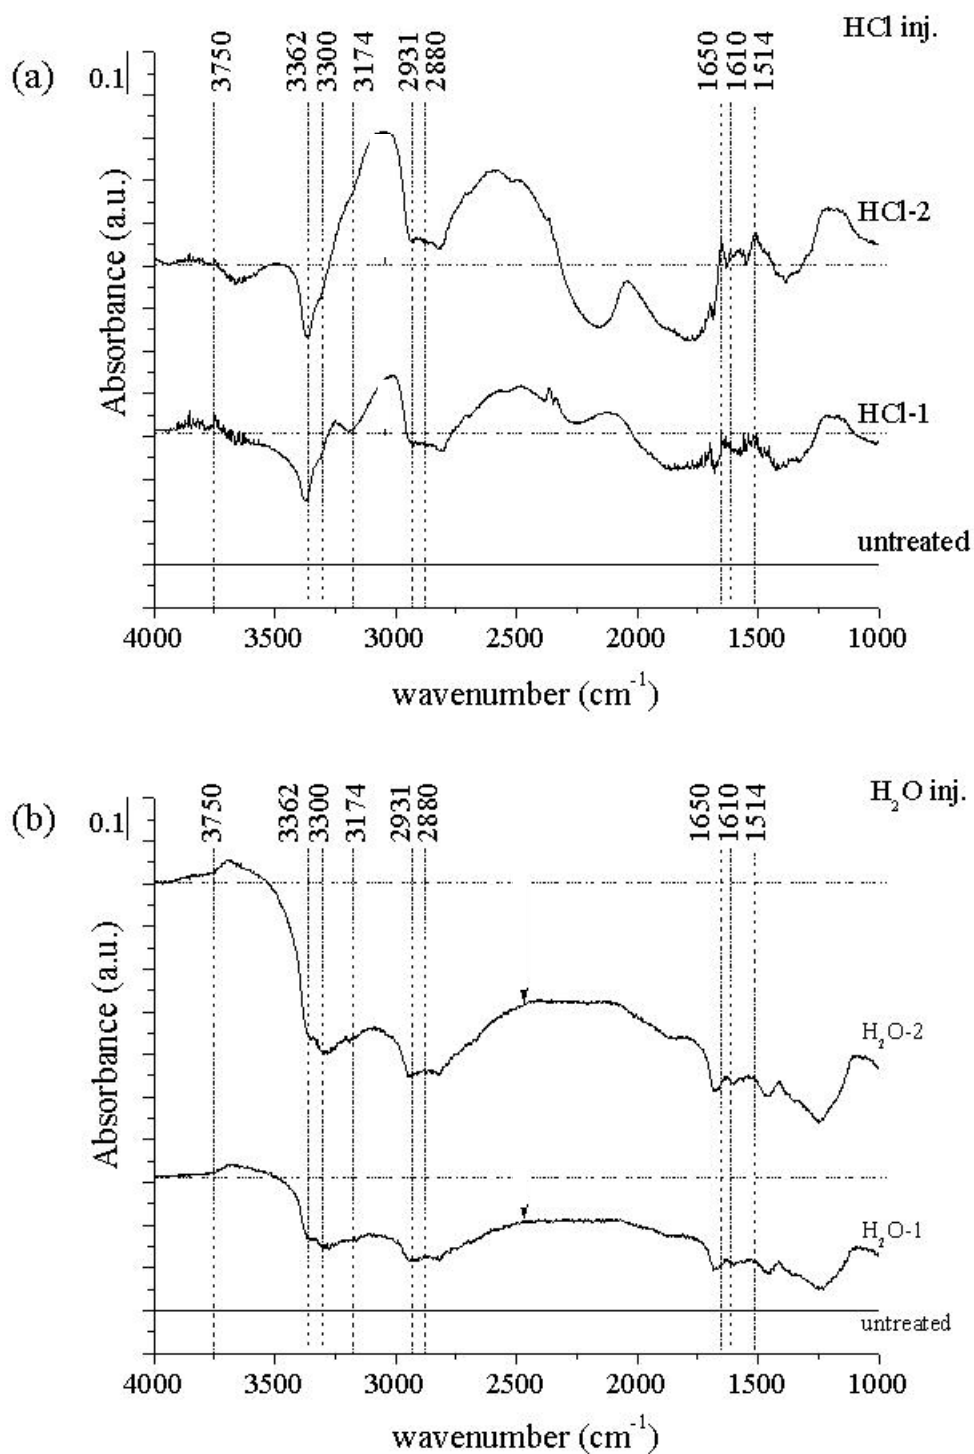 HCl inj.
(a)
0.1
3750
3362
3300
3174
2931
2880
1650
1610
1514
Absorbance (a.u.)
HCl-2
HCl-1
untreated
4000 3500 3000 2500 2000 1500 1000
wavenumber (cm⁻¹)
H₂O inj.
(b)
0.1
3750
3362
3300
3174
2931
2880
1650
1610
1514
Absorbance (a.u.)
H₂O-2
H₂O-1
untreated
4000 3500 3000 2500 2000 1500 1000
wavenumber (cm⁻¹)